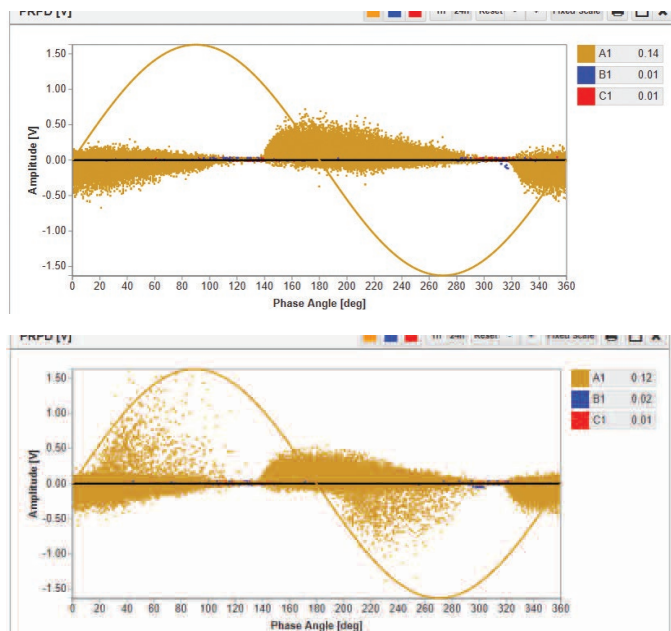 PRPD [V]
1h 24h Reset - + Fixed Scale
1.50
1.00
0.50
0.00
-0.50
-1.00
-1.50
Amplitude [V]
0 20 40 60 80 100 120 140 160 180 200 220 240 260 280 300 320 340 360
Phase Angle [deg]
A1 0.14
B1 0.01
C1 0.01
PRPD [V]
1h 24h Reset - + Fixed Scale
1.50
1.00
0.50
0.00
-0.50
-1.00
-1.50
Amplitude [V]
0 20 40 60 80 100 120 140 160 180 200 220 240 260 280 300 320 340 360
Phase Angle [deg]
A1 0.12
B1 0.02
C1 0.01